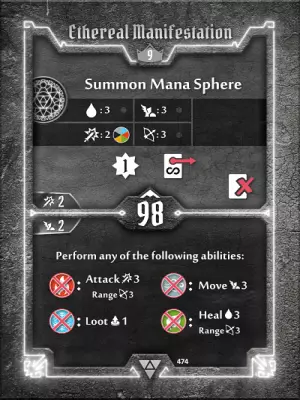 Ethereal Manifestation
9
Summon Mana Sphere
: 3 : 3
: 2 : 3
1
2
98
2
Perform any of the following abilities:
: Attack 3 : Move 3
Range 3
: Loot 1 : Heal 3
Range 3
474